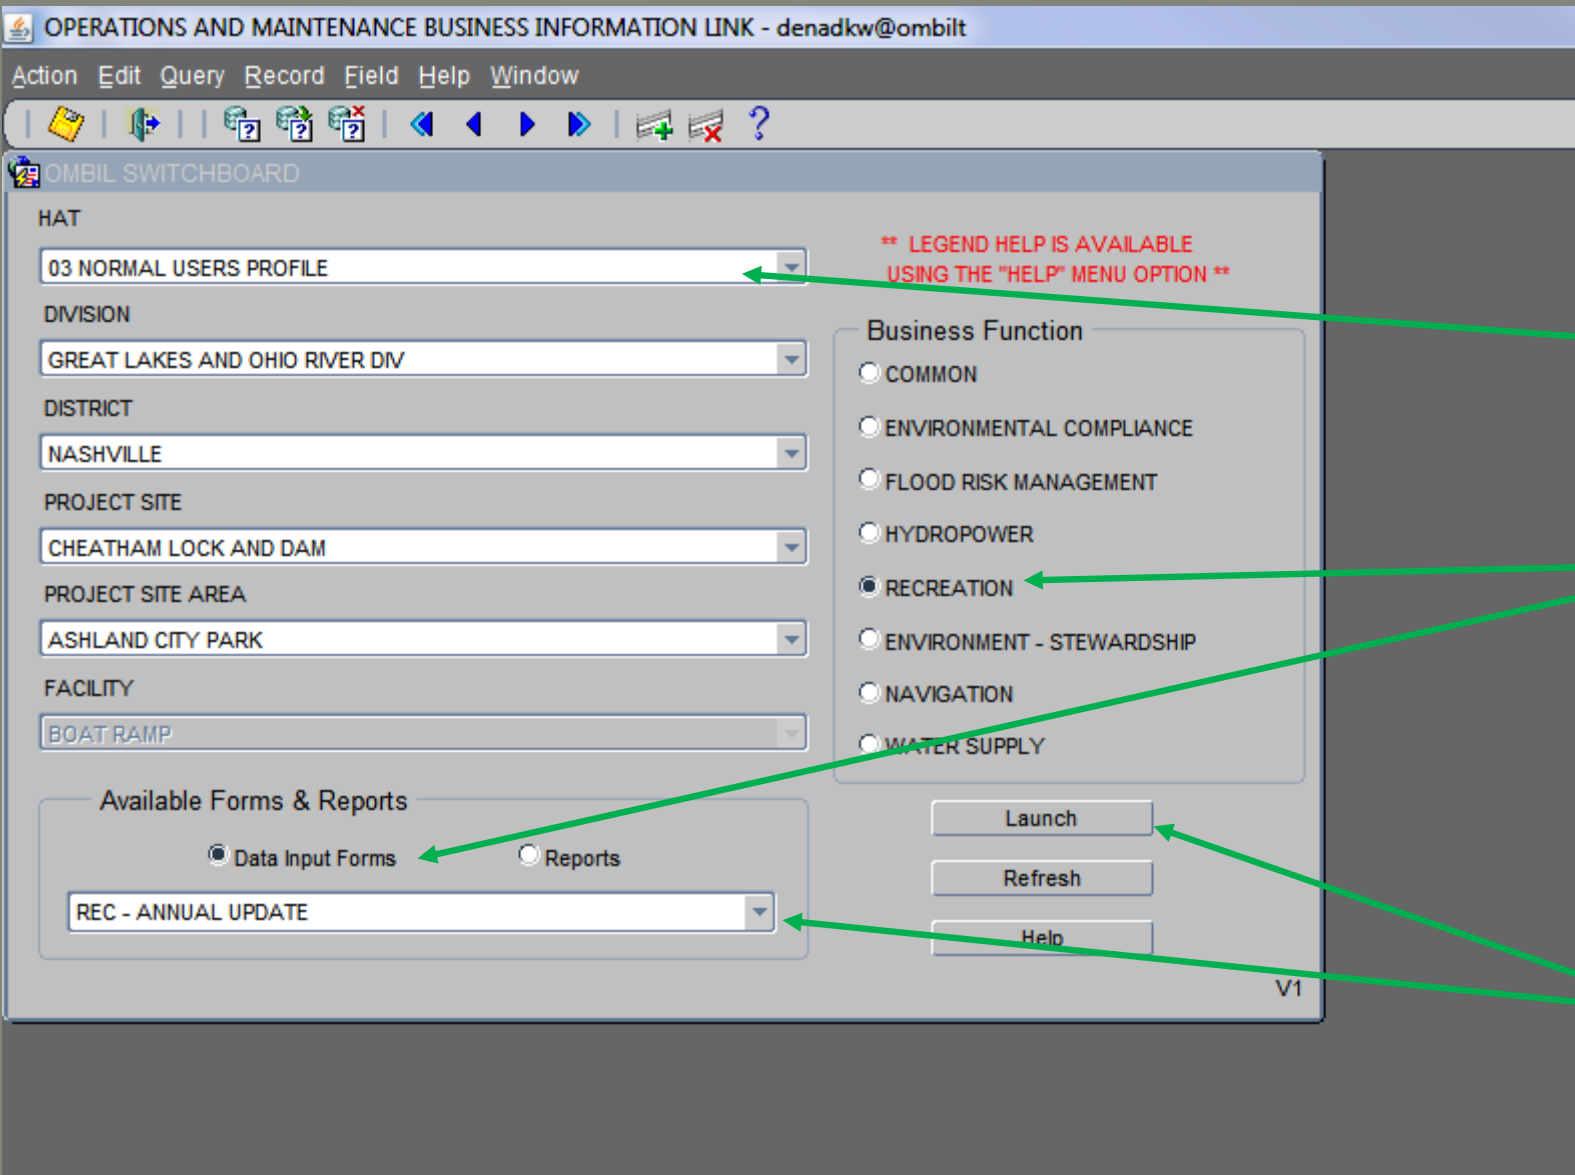 OPERATIONS AND MAINTENANCE BUSINESS INFORMATION LINK - denadkw@ombilt
Action Edit Query Record Field Help Window
OMBIL SWITCHBOARD
HAT
03 NORMAL USERS PROFILE
DIVISION
GREAT LAKES AND OHIO RIVER DIV
DISTRICT
NASHVILLE
PROJECT SITE
CHEATHAM LOCK AND DAM
PROJECT SITE AREA
ASHLAND CITY PARK
FACILITY
BOAT RAMP
** LEGEND HELP IS AVAILABLE
USING THE "HELP" MENU OPTION **
Business Function
COMMON
ENVIRONMENTAL COMPLIANCE
FLOOD RISK MANAGEMENT
HYDROPOWER
RECREATION
ENVIRONMENT - STEWARDSHIP
NAVIGATION
WATER SUPPLY
Available Forms & Reports
Data Input Forms Reports
REC - ANNUAL UPDATE
Launch
Refresh
Help
V1